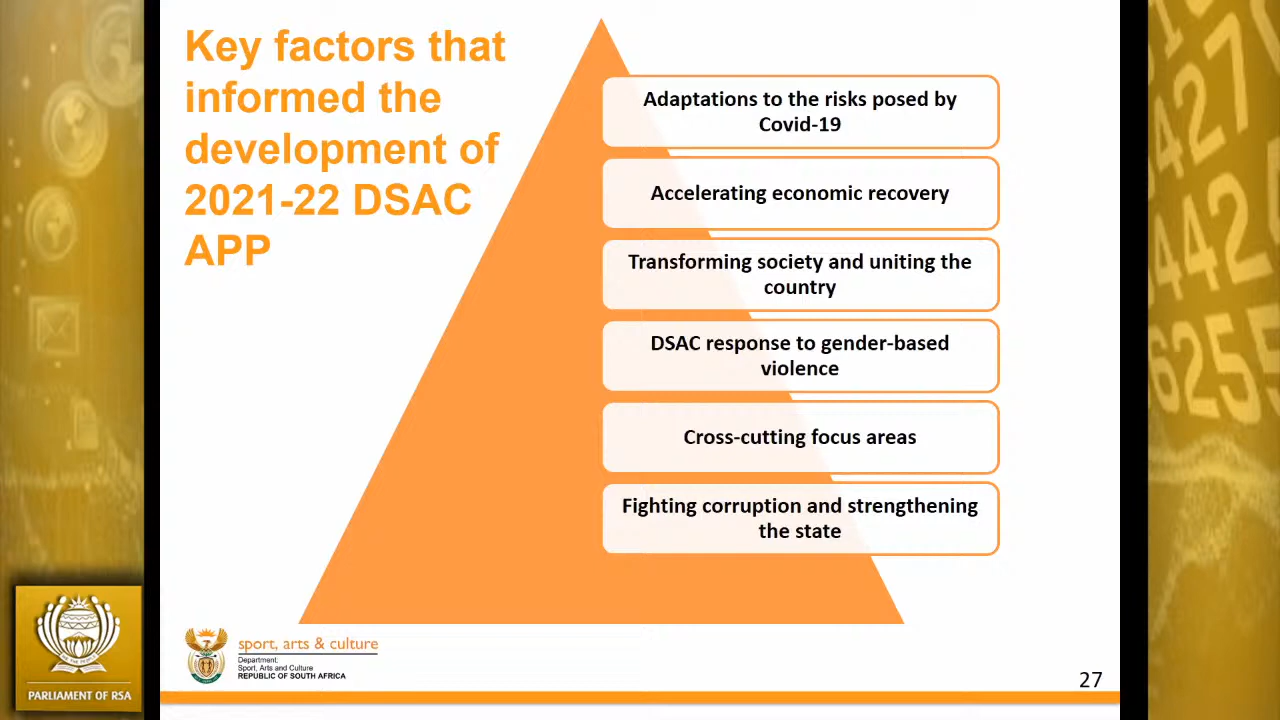 Key factors that
informed the
development of
2021-22 DSAC
APP
Adaptations to the risks posed by
Covid-19
Accelerating economic recovery
Transforming society and uniting the
country
DSAC response to gender-based
violence
Cross-cutting focus areas
Fighting corruption and strengthening
the state
sport, arts & culture
Department:
Sport, Arts and Culture
REPUBLIC OF SOUTH AFRICA
27
PARLIAMENT OF RSA
6255